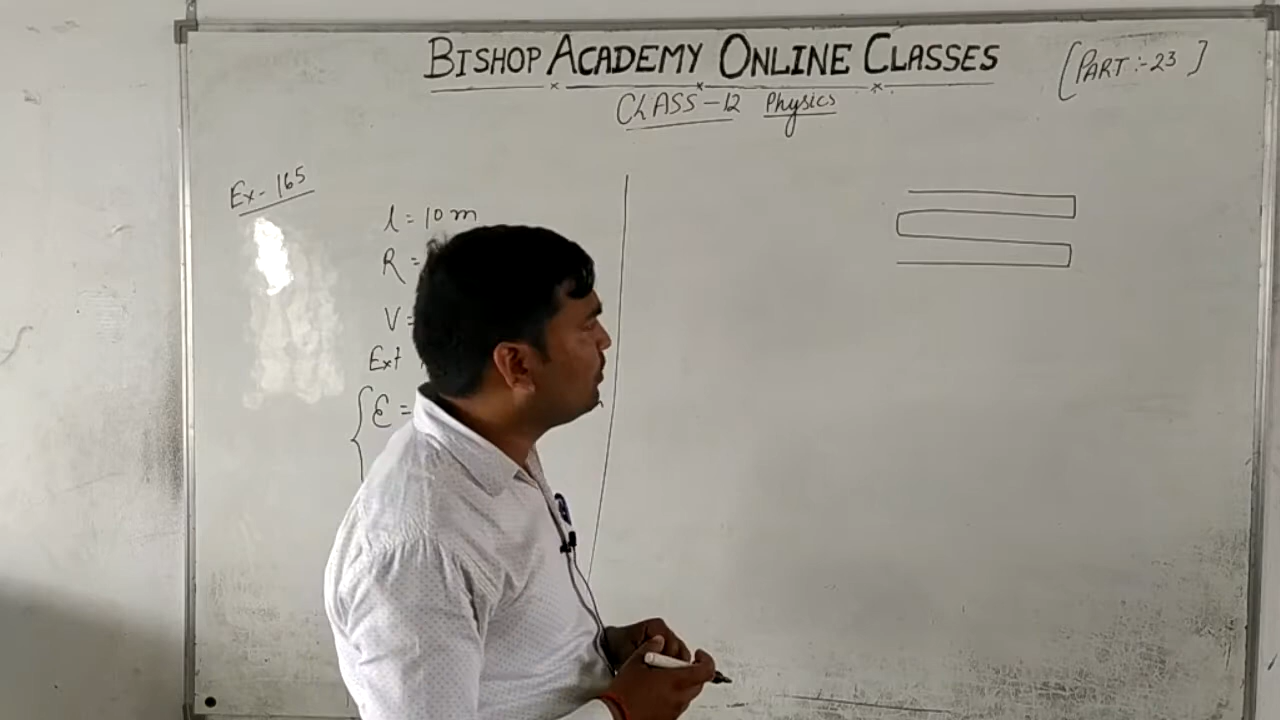 BISHOP ACADEMY ONLINE CLASSES
[PART:-23]
CLASS-12 Physics
Ex-165
l = 10 m
R =
V =
Ext
{ ℰ =